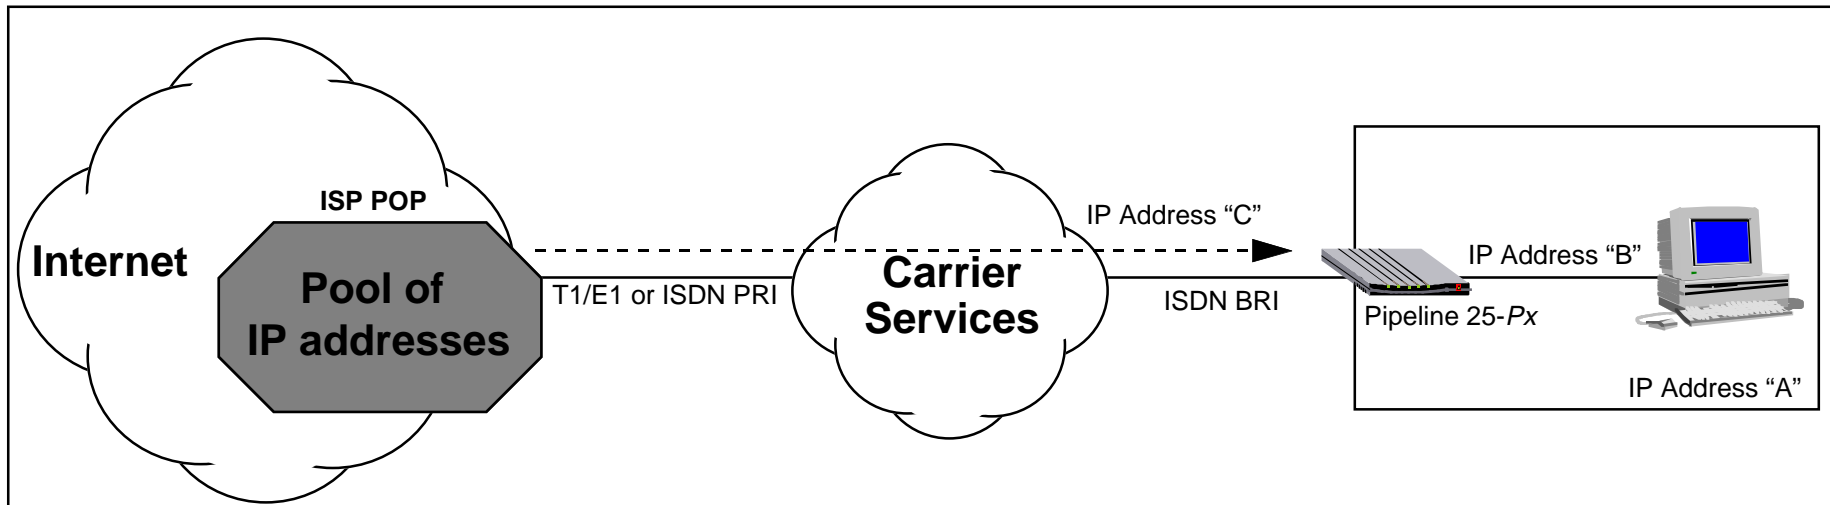 ISP POP
Internet
Pool of
IP addresses
T1/E1 or ISDN PRI
Carrier
Services
IP Address “C”
ISDN BRI
IP Address “B”
Pipeline 25-Px
IP Address “A”